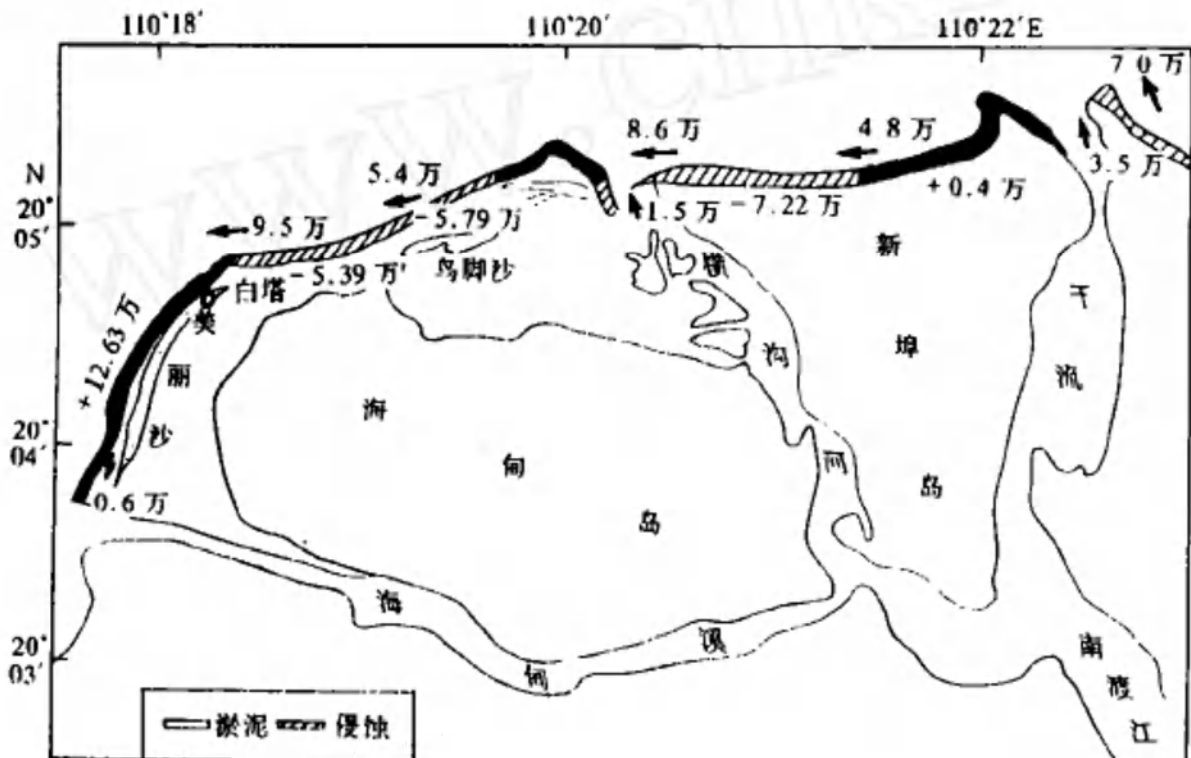 110°18′
110°20′
110°22′E
N
20°
05′
20°
04′
20°
03′
70万
3.5万
4.8万
+0.4万
8.6万
1.5万
-7.22万
5.4万
-5.79万
9.5万
-5.39万
+12.63万
0.6万
白塔
鸟脚沙
美丽沙
海甸岛
新埠岛
沟河
干流
海甸溪
南渡江
淤泥 侵蚀